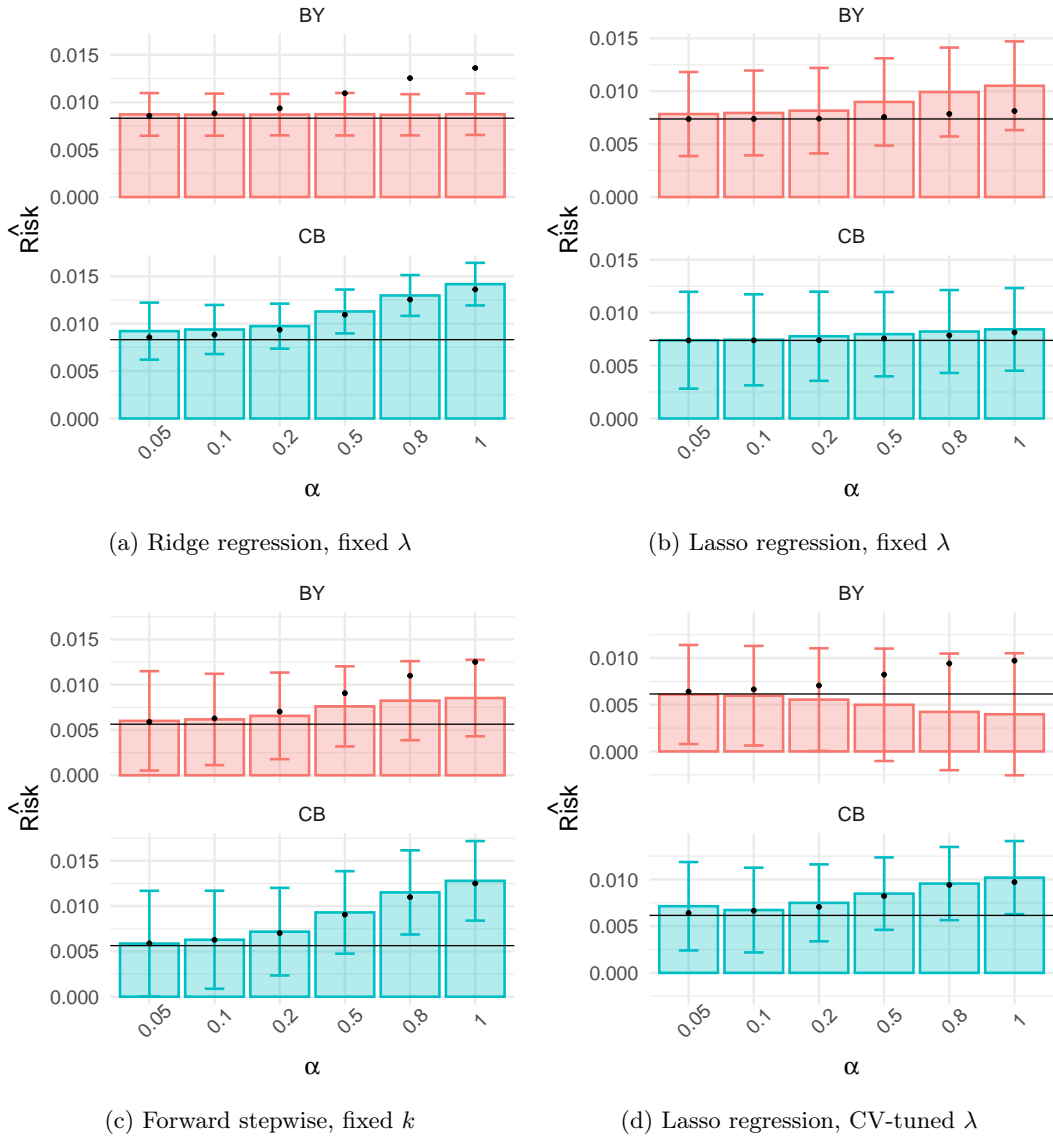 BY
0.015
0.010
0.005
0.000
CB
0.015
0.010
0.005
0.000
R̂isk
0.05
0.1
0.2
0.5
0.8
1
α
(a) Ridge regression, fixed λ
BY
0.015
0.010
0.005
0.000
CB
0.015
0.010
0.005
0.000
R̂isk
0.05
0.1
0.2
0.5
0.8
1
α
(b) Lasso regression, fixed λ
BY
0.015
0.010
0.005
0.000
CB
0.015
0.010
0.005
0.000
R̂isk
0.05
0.1
0.2
0.5
0.8
1
α
(c) Forward stepwise, fixed k
BY
0.010
0.005
0.000
CB
0.010
0.005
0.000
R̂isk
0.05
0.1
0.2
0.5
0.8
1
α
(d) Lasso regression, CV-tuned λ